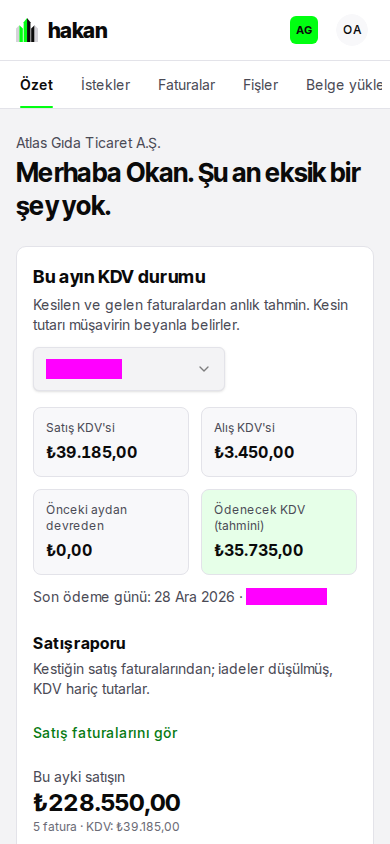 hakan
AG
OA
Özet
İstekler
Faturalar
Fişler
Belge yükle
Atlas Gıda Ticaret A.Ş.
Merhaba Okan. Şu an eksik bir
şey yok.
Bu ayın KDV durumu
Kesilen ve gelen faturalardan anlık tahmin. Kesin
tutarı müşavirin beyanla belirler.
Satış KDV'si
₺39.185,00
Alış KDV'si
₺3.450,00
Önceki aydan
devreden
₺0,00
Ödenecek KDV
(tahmini)
₺35.735,00
Son ödeme günü: 28 Ara 2026 ·
Satış raporu
Kestiğin satış faturalarından; iadeler düşülmüş,
KDV hariç tutarlar.
Satış faturalarını gör
Bu ayki satışın
₺228.550,00
5 fatura · KDV: ₺39.185,00